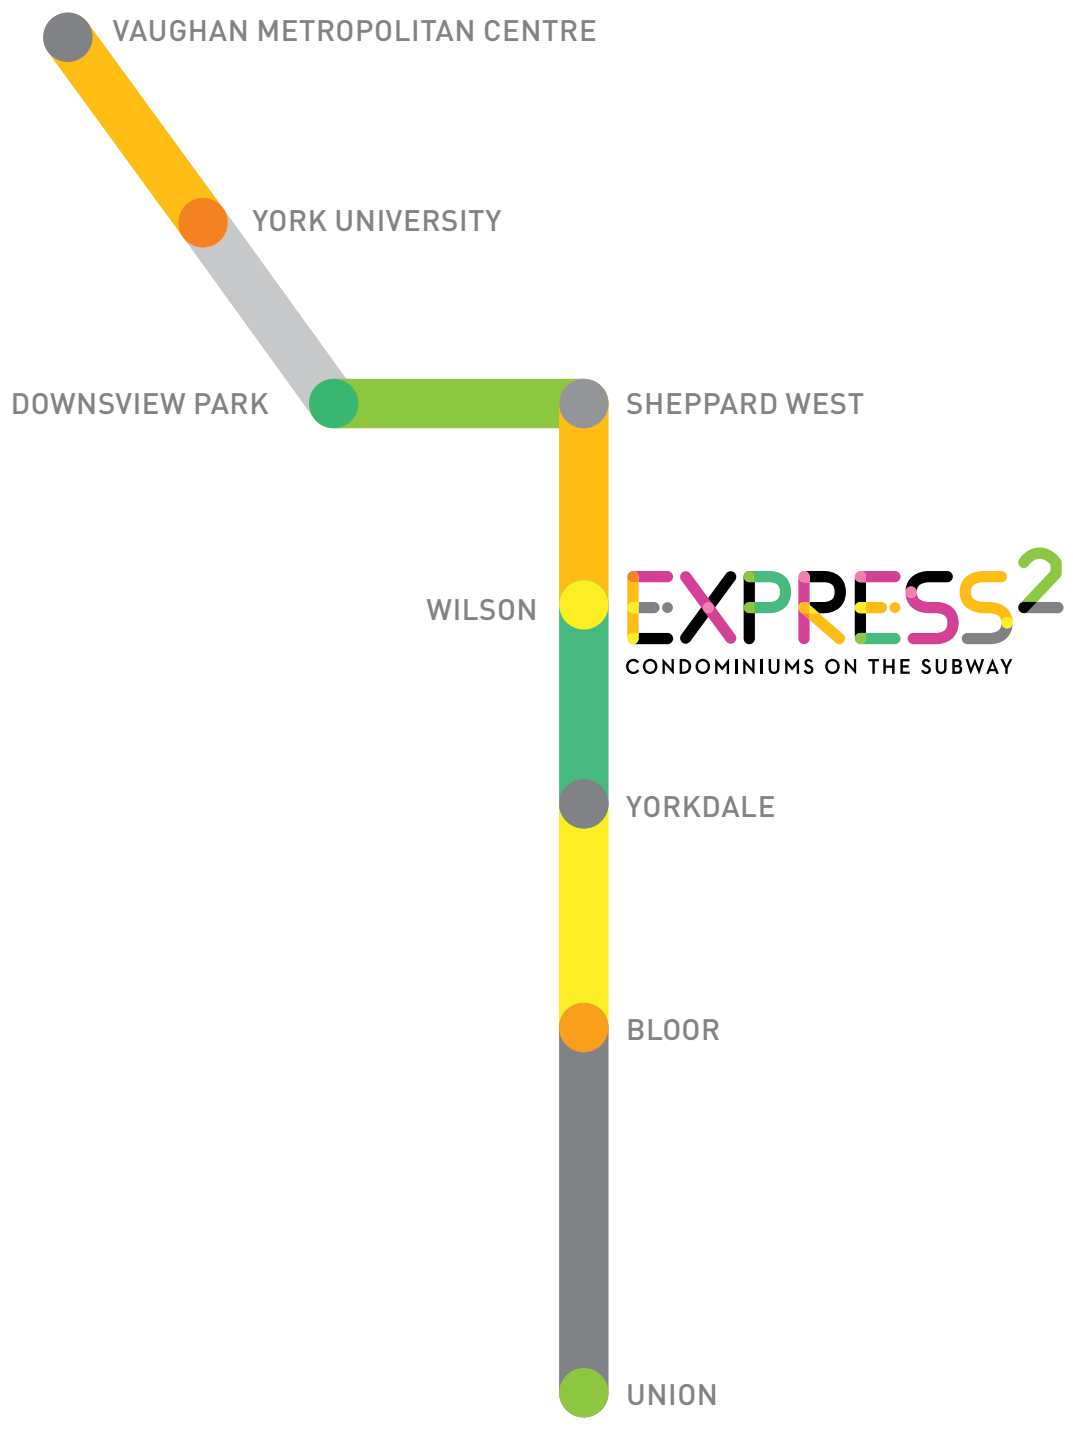 VAUGHAN METROPOLITAN CENTRE
YORK UNIVERSITY
DOWNSVIEW PARK
SHEPPARD WEST
WILSON
EXPRESS2
CONDOMINIUMS ON THE SUBWAY
YORKDALE
BLOOR
UNION